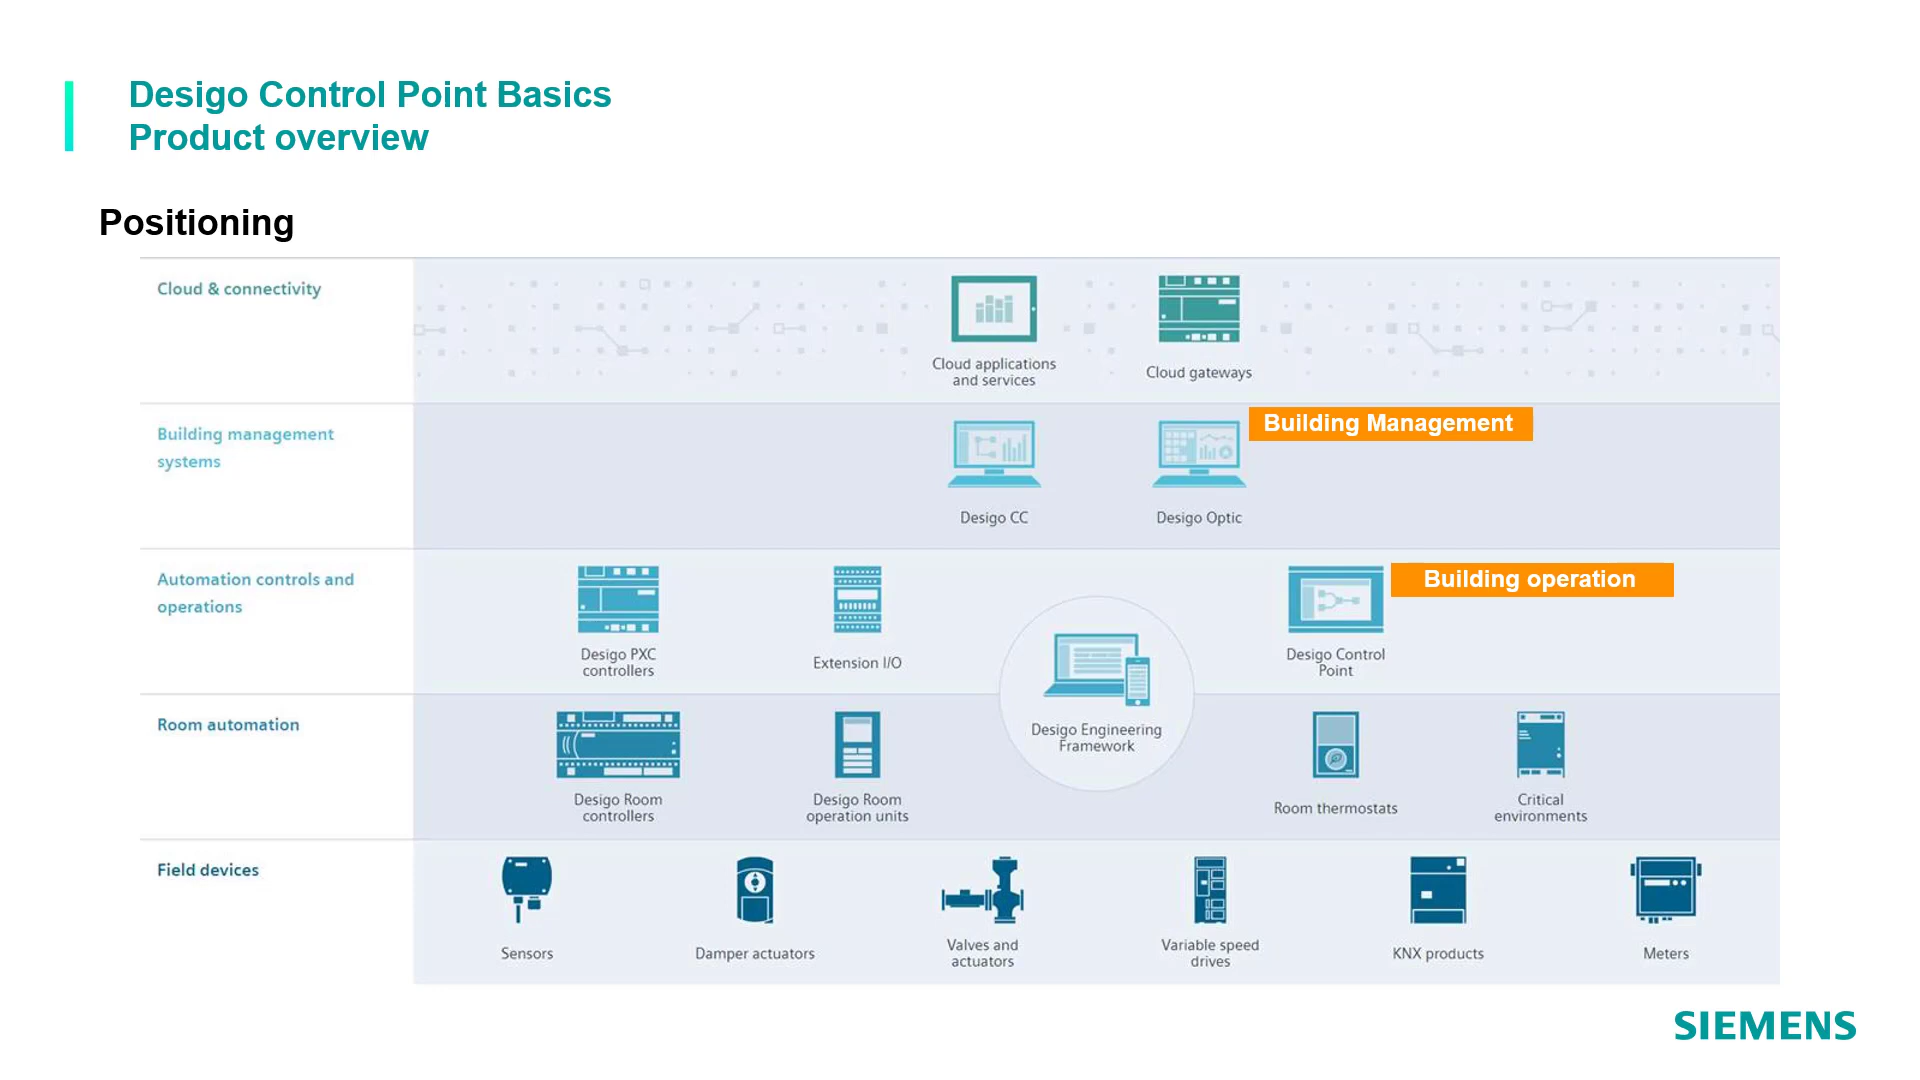 Desigo Control Point Basics
Product overview
Positioning
Cloud & connectivity
Cloud applications
and services
Cloud gateways
Building management
systems
Building Management
Desigo CC
Desigo Optic
Automation controls and
operations
Building operation
Desigo PXC
controllers
Extension I/O
Desigo Control
Point
Desigo Engineering
Framework
Room automation
Desigo Room
controllers
Desigo Room
operation units
Room thermostats
Critical
environments
Field devices
Sensors
Damper actuators
Valves and
actuators
Variable speed
drives
KNX products
Meters
SIEMENS